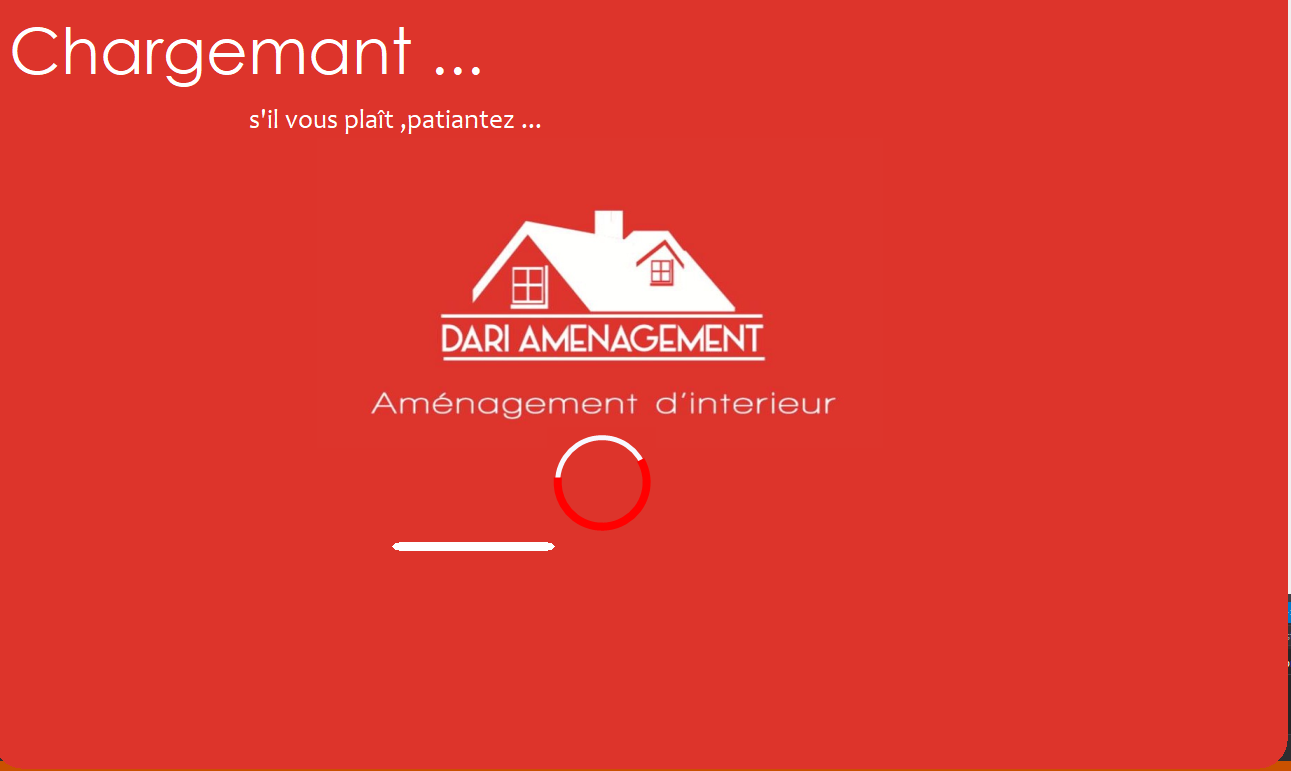 Chargemant ...
s'il vous plaît ,patiantez ...
DARI AMENAGEMENT
Aménagement d'interieur